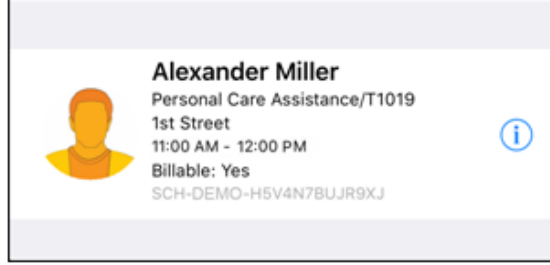 Alexander Miller
Personal Care Assistance/T1019
1st Street
11:00 AM - 12:00 PM
Billable: Yes
SCH-DEMO-H5V4N7BUJR9XJ